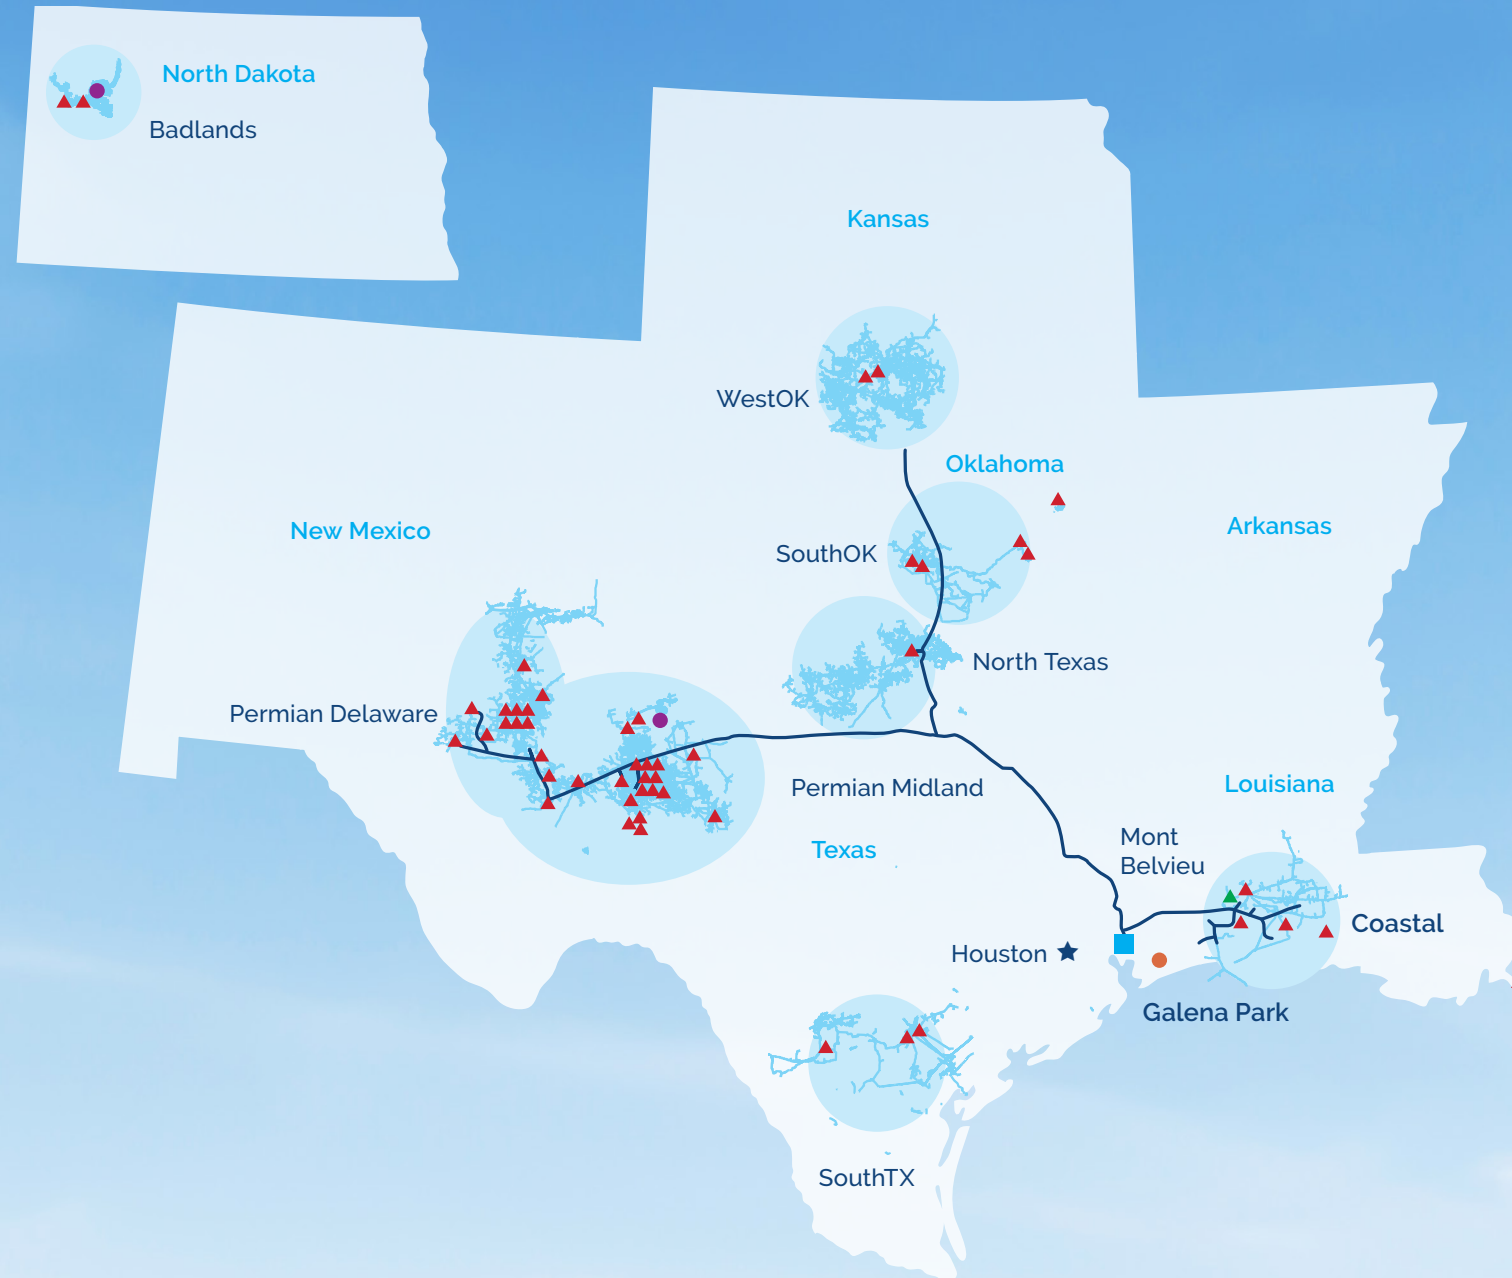 North Dakota
Badlands
Kansas
WestOK
Oklahoma
New Mexico
Arkansas
SouthOK
North Texas
Permian Delaware
Permian Midland
Louisiana
Texas
Mont
Belvieu
Coastal
Houston
Galena Park
SouthTX